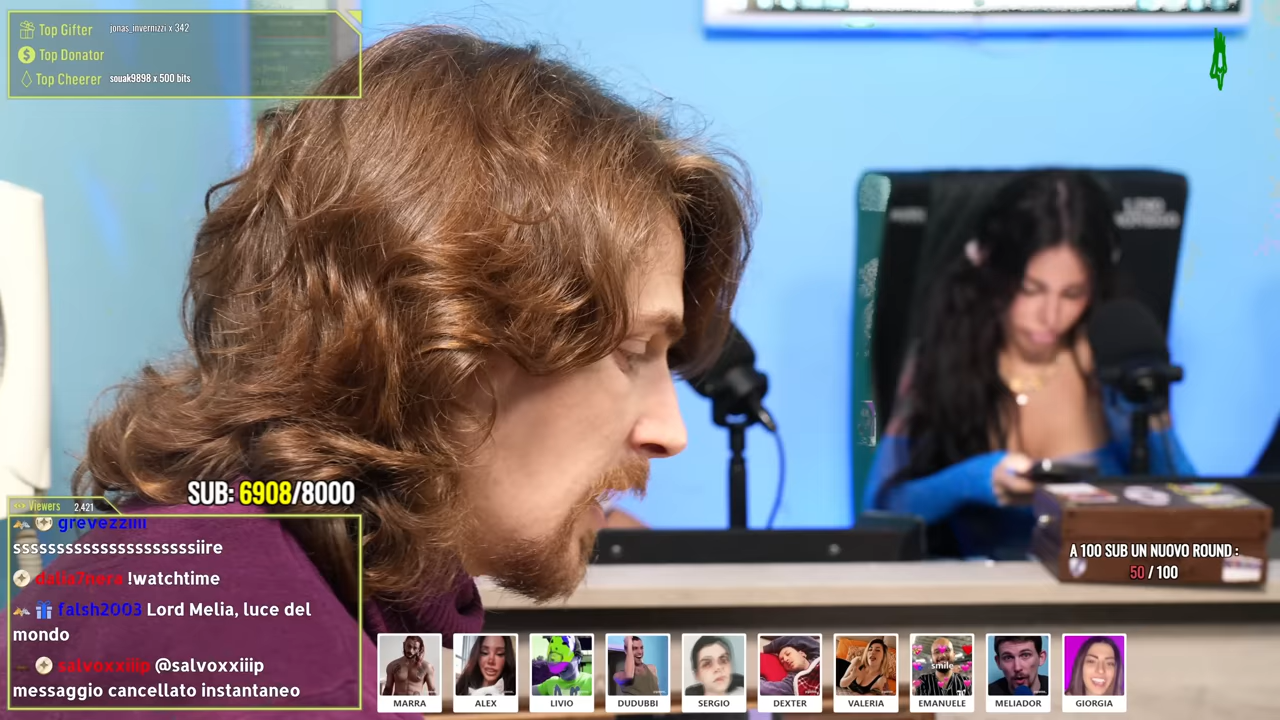 Top Gifter jonas_invernizzi x 342
Top Donator
Top Cheerer souak9898 x 500 bits
SUB: 6908/8000
Viewers 2,421
grevezziiii
sssssssssssssssssssssiire
dalia7nera !watchtime
falsh2003 Lord Melia, luce del
mondo
salvoxxiiip @salvoxxiiip
messaggio cancellato instantaneo
A 100 SUB UN NUOVO ROUND :
50 / 100
smile
MARRA ALEX LIVIO DUDUBBI SERGIO DEXTER VALERIA EMANUELE MELIADOR GIORGIA